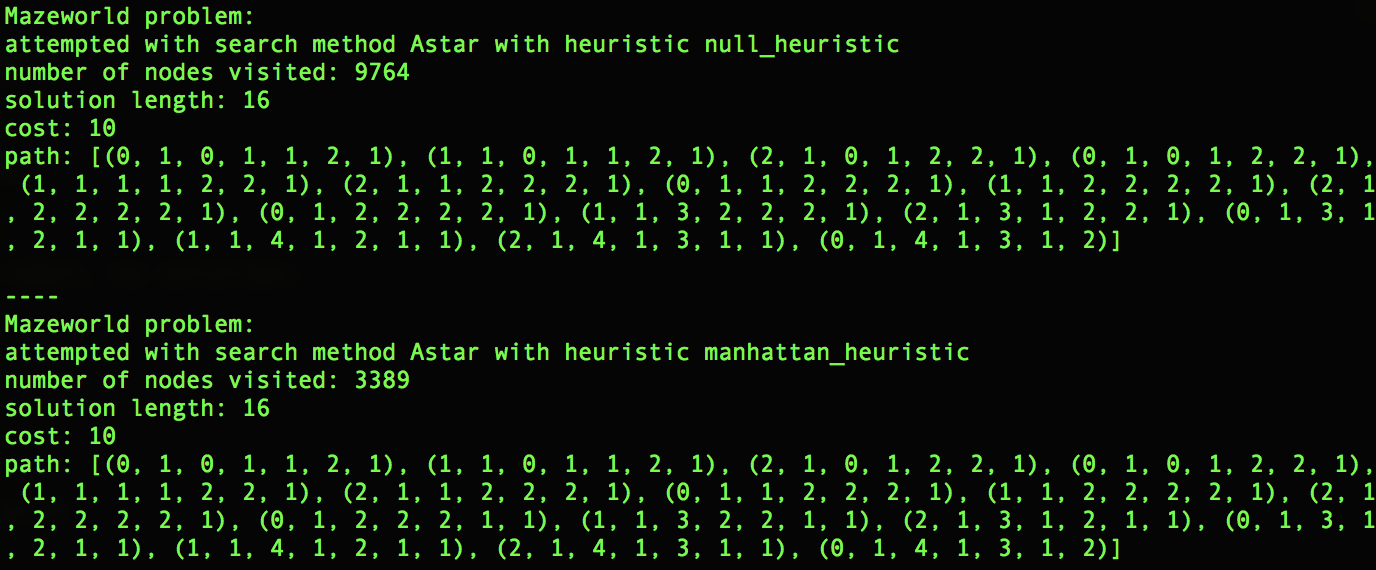 Mazeworld problem:
attempted with search method Astar with heuristic null_heuristic
number of nodes visited: 9764
solution length: 16
cost: 10
path: [(0, 1, 0, 1, 1, 2, 1), (1, 1, 0, 1, 1, 2, 1), (2, 1, 0, 1, 2, 2, 1), (0, 1, 0, 1, 2, 2, 1),
(1, 1, 1, 1, 2, 2, 1), (2, 1, 1, 2, 2, 2, 1), (0, 1, 1, 2, 2, 2, 1), (1, 1, 2, 2, 2, 2, 1), (2, 1
, 2, 2, 2, 2, 1), (0, 1, 2, 2, 2, 2, 1), (1, 1, 3, 2, 2, 2, 1), (2, 1, 3, 1, 2, 2, 1), (0, 1, 3, 1
, 2, 1, 1), (1, 1, 4, 1, 2, 1, 1), (2, 1, 4, 1, 3, 1, 1), (0, 1, 4, 1, 3, 1, 2)]
----
Mazeworld problem:
attempted with search method Astar with heuristic manhattan_heuristic
number of nodes visited: 3389
solution length: 16
cost: 10
path: [(0, 1, 0, 1, 1, 2, 1), (1, 1, 0, 1, 1, 2, 1), (2, 1, 0, 1, 2, 2, 1), (0, 1, 0, 1, 2, 2, 1),
(1, 1, 1, 1, 2, 2, 1), (2, 1, 1, 2, 2, 2, 1), (0, 1, 1, 2, 2, 2, 1), (1, 1, 2, 2, 2, 2, 1), (2, 1
, 2, 2, 2, 2, 1), (0, 1, 2, 2, 2, 1, 1), (1, 1, 3, 2, 2, 1, 1), (2, 1, 3, 1, 2, 1, 1), (0, 1, 3, 1
, 2, 1, 1), (1, 1, 4, 1, 2, 1, 1), (2, 1, 4, 1, 3, 1, 1), (0, 1, 4, 1, 3, 1, 2)]